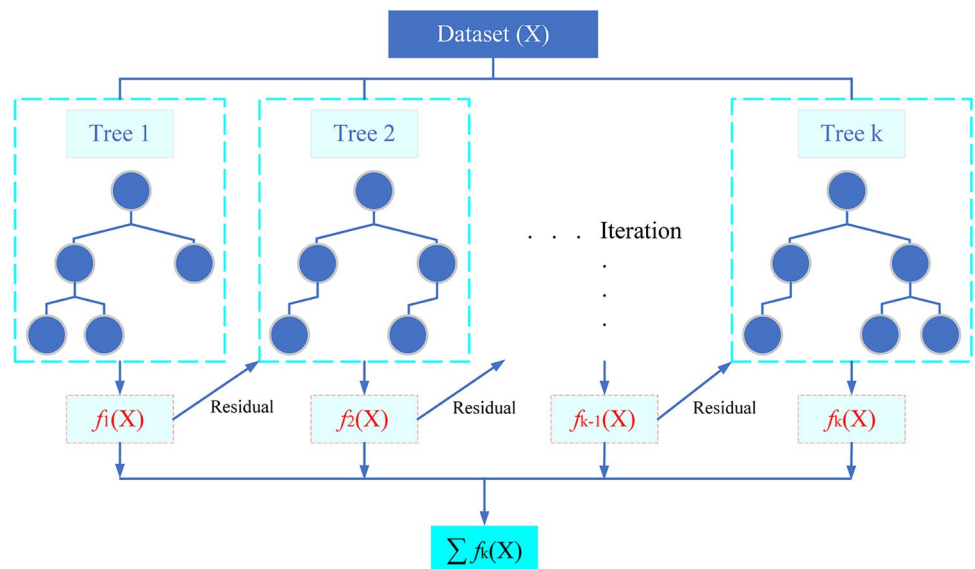 Dataset (X)
Tree 1
Tree 2
Tree k
. . . Iteration
.
.
.
f1(X)
Residual
f2(X)
Residual
fk-1(X)
Residual
fk(X)
∑ fk(X)